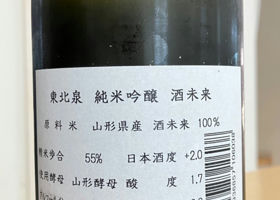 東北泉 純米吟醸 酒未来
原料米 山形県産 酒未来 100%
精米歩合 55% 日本酒度 +2.0
使用酵母 山形酵母 酸度 1.7